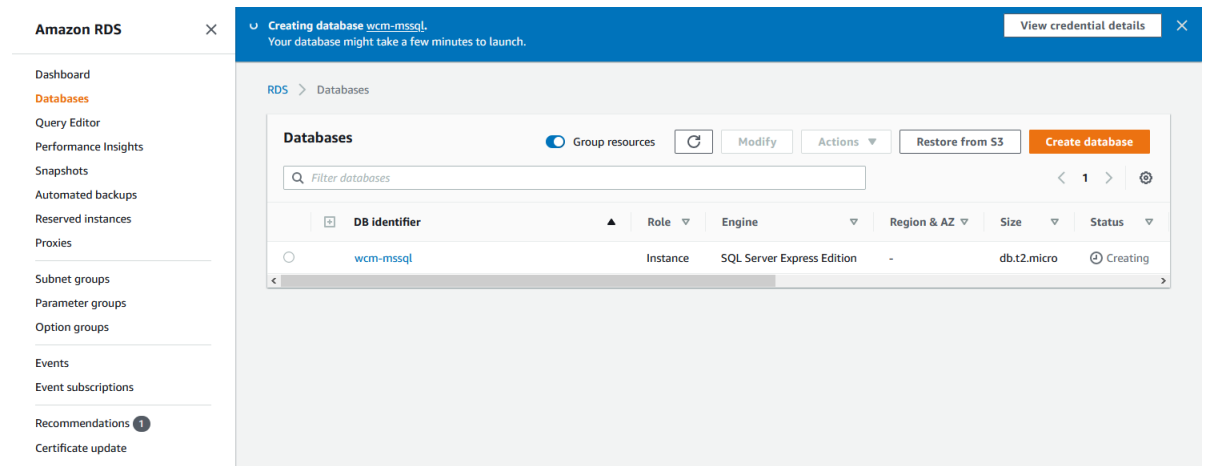 Amazon RDS
Dashboard
Databases
Query Editor
Performance Insights
Snapshots
Automated backups
Reserved instances
Proxies
Subnet groups
Parameter groups
Option groups
Events
Event subscriptions
Recommendations 1
Certificate update
Creating database wcm-mssql.
Your database might take a few minutes to launch.
View credential details
RDS > Databases
Databases
Group resources
Modify
Actions
Restore from S3
Create database
Filter databases
1
DB identifier Role Engine Region & AZ Size Status
wcm-mssql Instance SQL Server Express Edition - db.t2.micro Creating